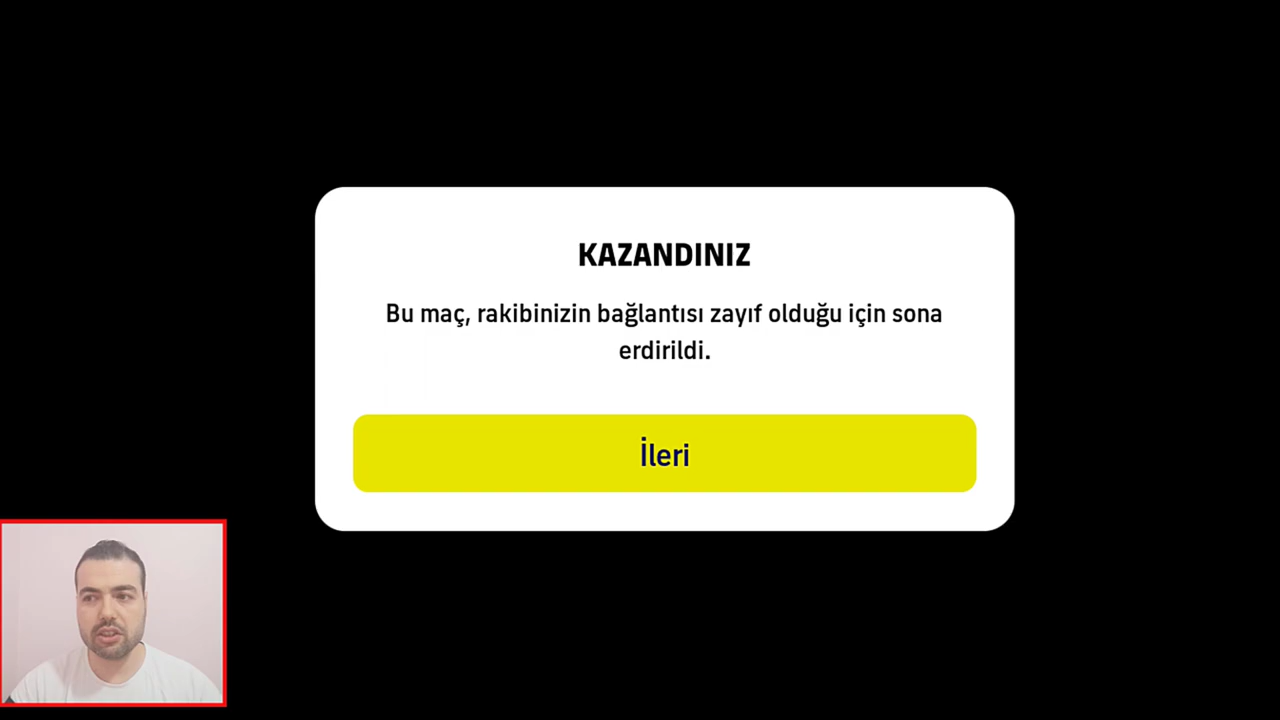 KAZANDINIZ
Bu maç, rakibinizin bağlantısı zayıf olduğu için sona
erdirildi.
İleri